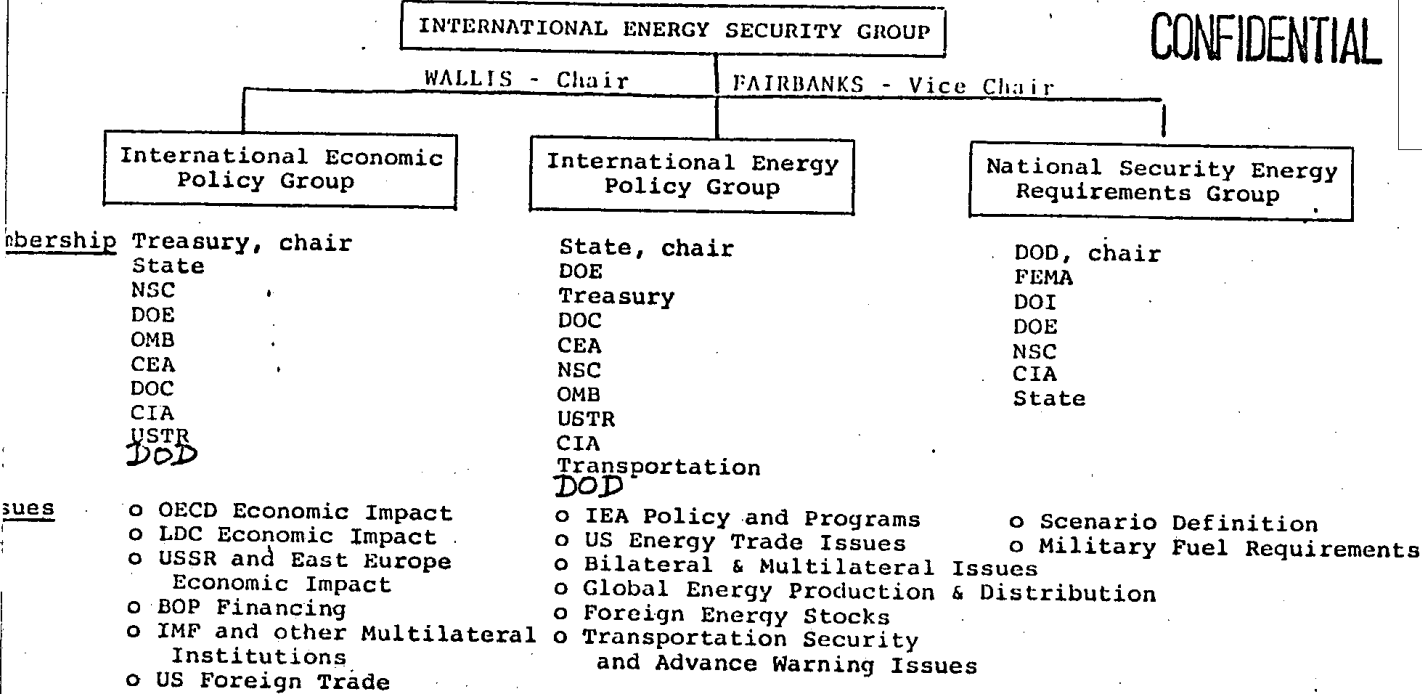 CONFIDENTIAL
INTERNATIONAL ENERGY SECURITY GROUP
WALLIS - Chair FAIRBANKS - Vice Chair
International Economic
Policy Group
Treasury, chair
State
NSC
DOE
OMB
CEA
DOC
CIA
USTR
DOD
o OECD Economic Impact
o LDC Economic Impact
o USSR and East Europe
Economic Impact
o BOP Financing
o IMF and other Multilateral
Institutions
o US Foreign Trade
International Energy
Policy Group
State, chair
DOE
Treasury
DOC
CEA
NSC
OMB
USTR
CIA
Transportation
DOD
o IEA Policy and Programs
o US Energy Trade Issues
o Bilateral & Multilateral Issues
o Global Energy Production & Distribution
o Foreign Energy Stocks
o Transportation Security
and Advance Warning Issues
National Security Energy
Requirements Group
DOD, chair
FEMA
DOI
DOE
NSC
CIA
State
o Scenario Definition
o Military Fuel Requirements